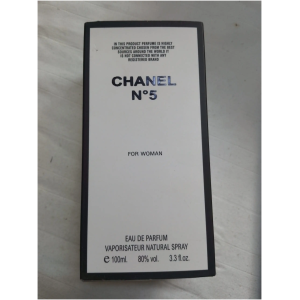 IN THIS PRODUCT PERFUME IS HIGHLY
CONCENTRATED CHOSEN FROM THE BEST
SOURCES AROUND THE WORLD IT
IS NOT CONNECTED WITH ANY
REGISTERED BRAND
CHANEL
N°5
FOR WOMAN
EAU DE PARFUM
VAPORISATEUR NATURAL SPRAY
e 100ml. 80% vol. 3.3 fl.oz.